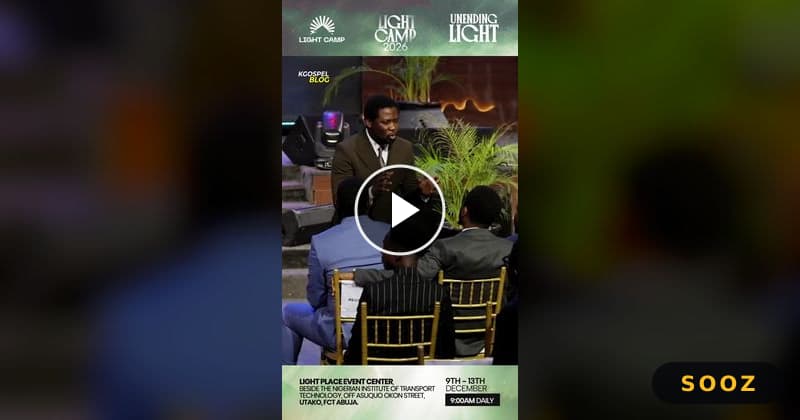 LIGHT CAMP
LIGHT
CAMP
2026
UNENDING
LIGHT
KGOSPEL
BLOG
LIGHT PLACE EVENT CENTER,
BESIDE THE NIGERIAN INSTITUTE OF TRANSPORT
TECHNOLOGY, OFF ASUQUO OKON STREET,
UTAKO, FCT ABUJA.
9TH – 13TH
DECEMBER
9:00AM DAILY
SOOZ